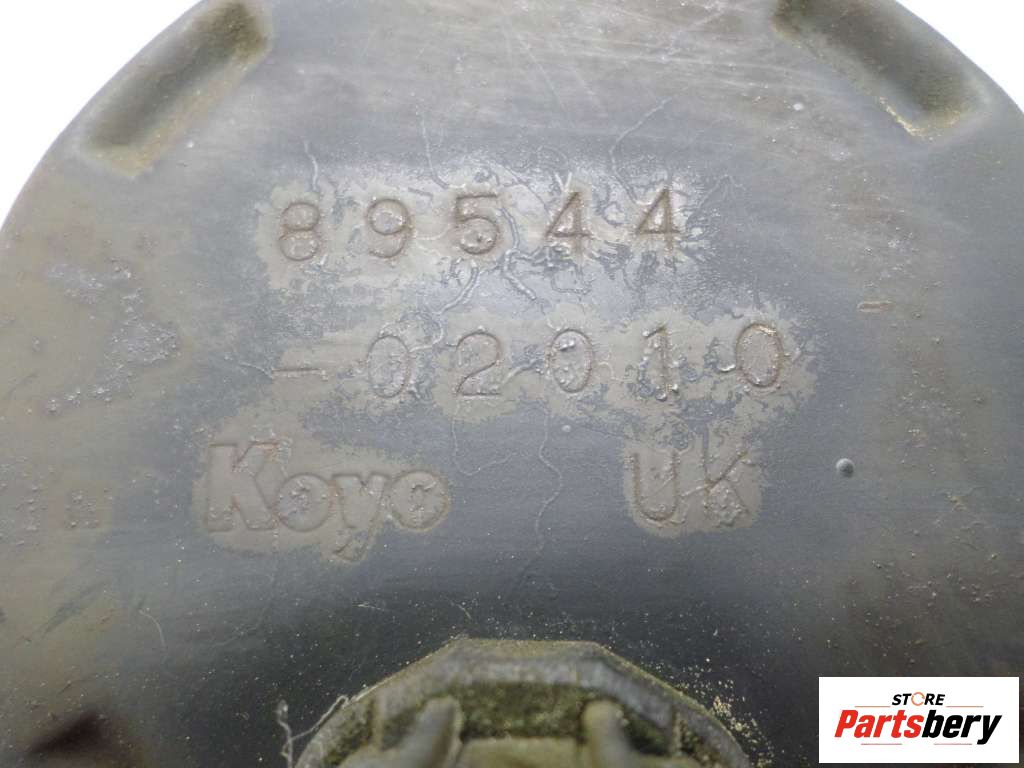 89544
-02010
Koyo UK
STORE
Partsbery